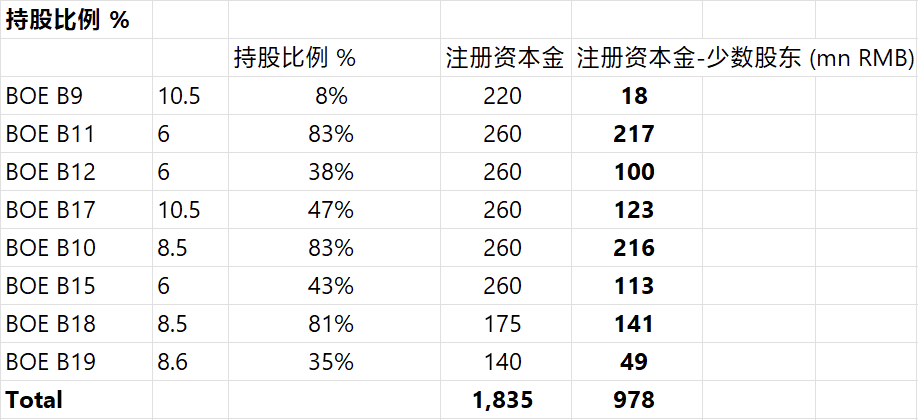 持股比例 %
持股比例 % 注册资本金 注册资本金-少数股东 (mn RMB)
BOE B9 10.5 8% 220 18
BOE B11 6 83% 260 217
BOE B12 6 38% 260 100
BOE B17 10.5 47% 260 123
BOE B10 8.5 83% 260 216
BOE B15 6 43% 260 113
BOE B18 8.5 81% 175 141
BOE B19 8.6 35% 140 49
Total 1,835 978